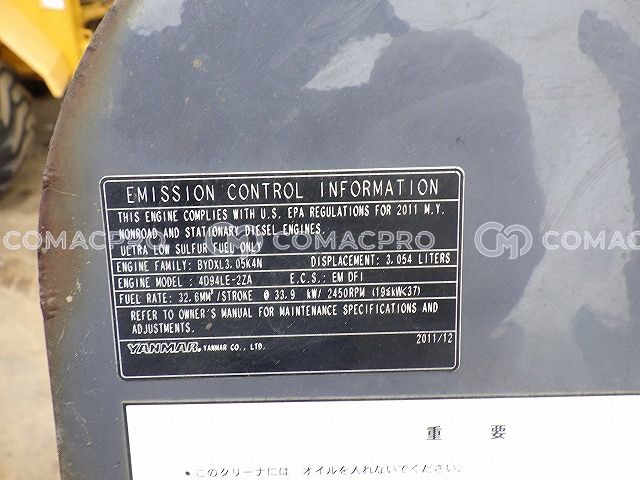 EMISSION CONTROL INFORMATION
THIS ENGINE COMPLIES WITH U.S. EPA REGULATIONS FOR 2011 M.Y.
NONROAD AND STATIONARY DIESEL ENGINES.
ULTRA LOW SULFUR FUEL ONLY
COMACPRO COMACPRO COMACPRO
ENGINE FAMILY: BYDXL3.05K4N DISPLACEMENT: 3.054 LITERS
ENGINE MODEL : 4D94LE-2ZA E.C.S.: EM DFI
FUEL RATE: 32.6MM³/STROKE @ 33.9 kW/ 2450RPM (19≦kW<37)
REFER TO OWNER'S MANUAL FOR MAINTENANCE SPECIFICATIONS AND
ADJUSTMENTS.
YANMAR. YANMAR CO., LTD. 2011/12
重 要
・このクリーナには オイルを入れないでください。